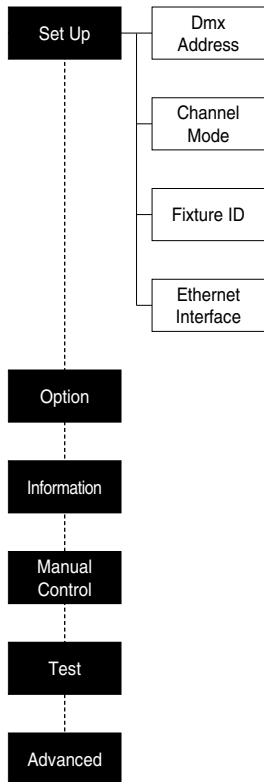 Set Up
Dmx
Address
Channel
Mode
Fixture ID
Ethernet
Interface
Option
Information
Manual
Control
Test
Advanced